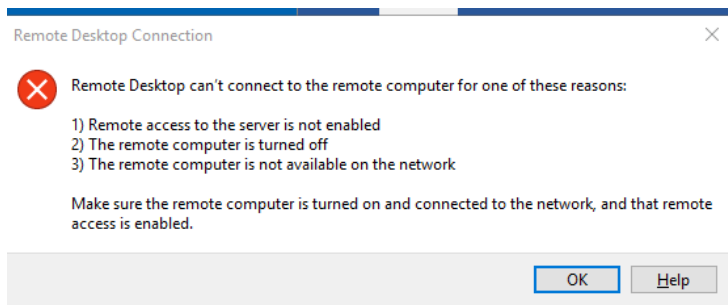 Remote Desktop Connection
Remote Desktop can't connect to the remote computer for one of these reasons:
1) Remote access to the server is not enabled
2) The remote computer is turned off
3) The remote computer is not available on the network
Make sure the remote computer is turned on and connected to the network, and that remote
access is enabled.
OK
Help